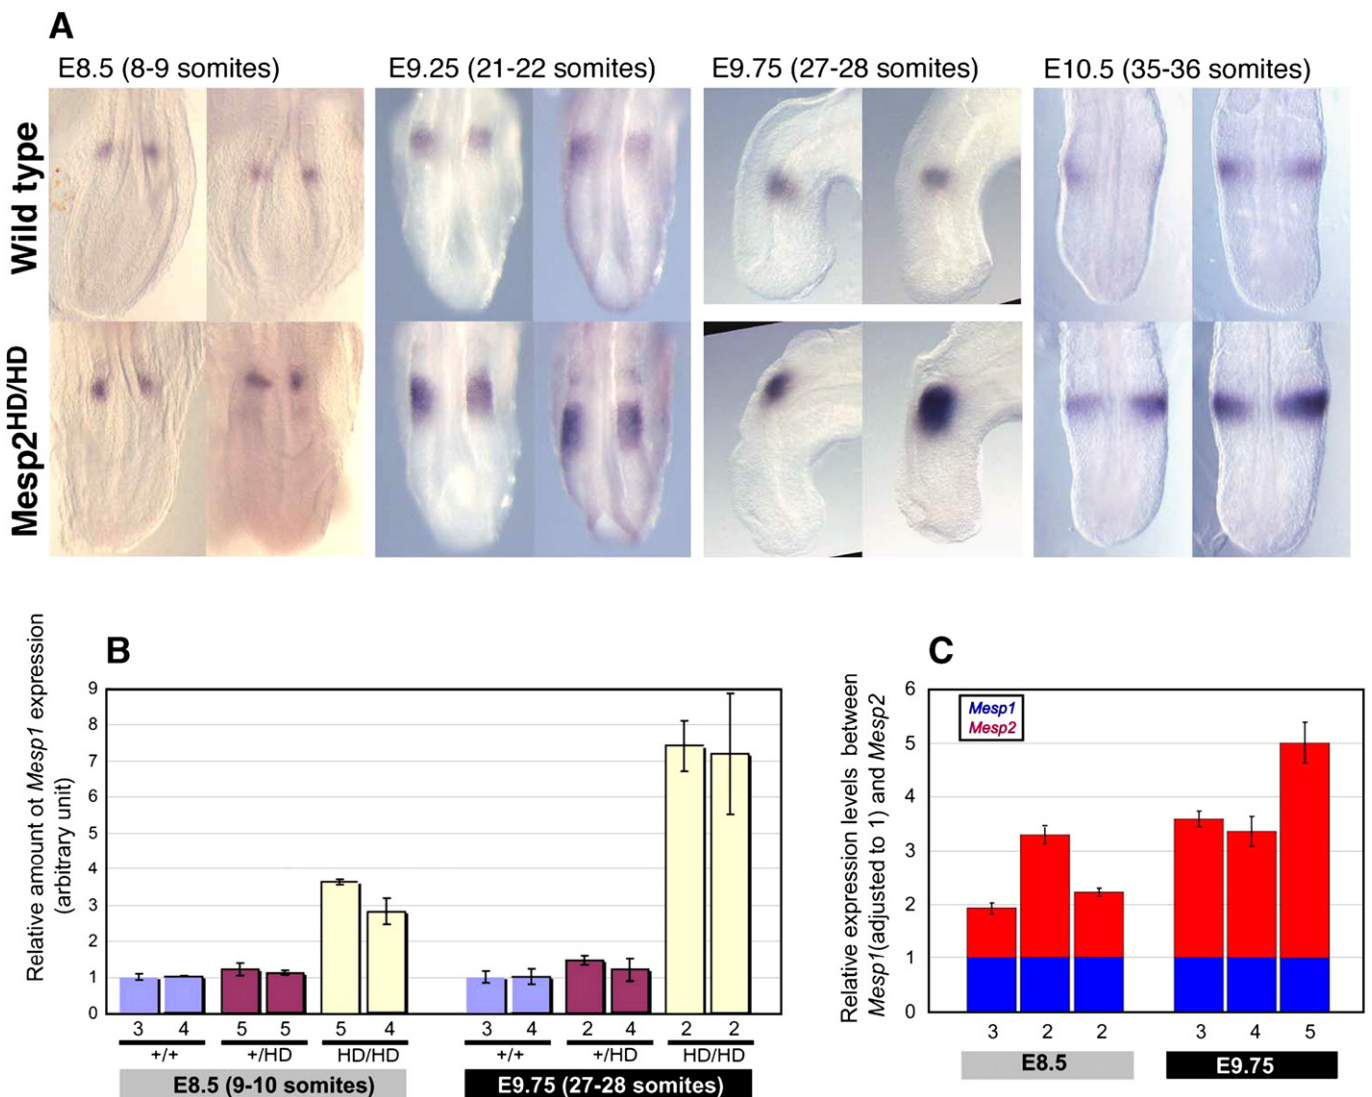 A
E8.5 (8-9 somites)
E9.25 (21-22 somites)
E9.75 (27-28 somites)
E10.5 (35-36 somites)
Wild type
Mesp2HD/HD
B
Relative amount ot Mesp1 expression
(arbitrary unit)
9
8
7
6
5
4
3
2
1
0
3 4 5 5 5 4 3 4 2 4 2 2
+/+ +/HD HD/HD +/+ +/HD HD/HD
E8.5 (9-10 somites)
E9.75 (27-28 somites)
C
Relative expression levels between
Mesp1(adjusted to 1) and Mesp2
6
5
4
3
2
1
0
Mesp1
Mesp2
3 2 2 3 4 5
E8.5
E9.75